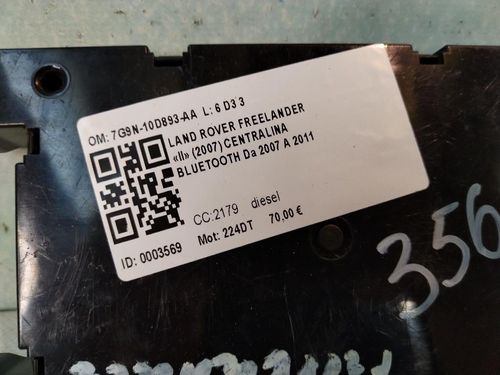 OM: 7G9N-10D893-AA L: 6 D3 3
LAND ROVER FREELANDER
«II» (2007) CENTRALINA
BLUETOOTH Da 2007 A 2011
CC:2179 diesel
ID: 0003569 Mot: 224DT 70,00 €
356